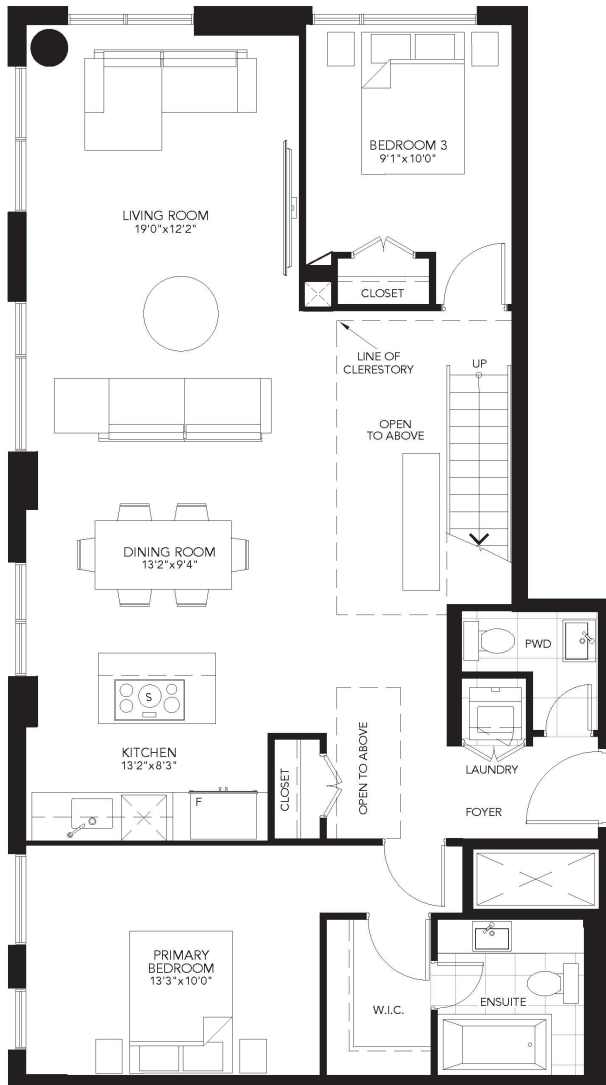 BEDROOM 3
9'1"x10'0"
LIVING ROOM
19'0"x12'2"
CLOSET
LINE OF
CLERESTORY
UP
OPEN
TO ABOVE
DINING ROOM
13'2"x9'4"
PWD
S
KITCHEN
13'2"x8'3"
F
CLOSET
OPEN TO ABOVE
LAUNDRY
FOYER
PRIMARY
BEDROOM
13'3"x10'0"
W.I.C.
ENSUITE